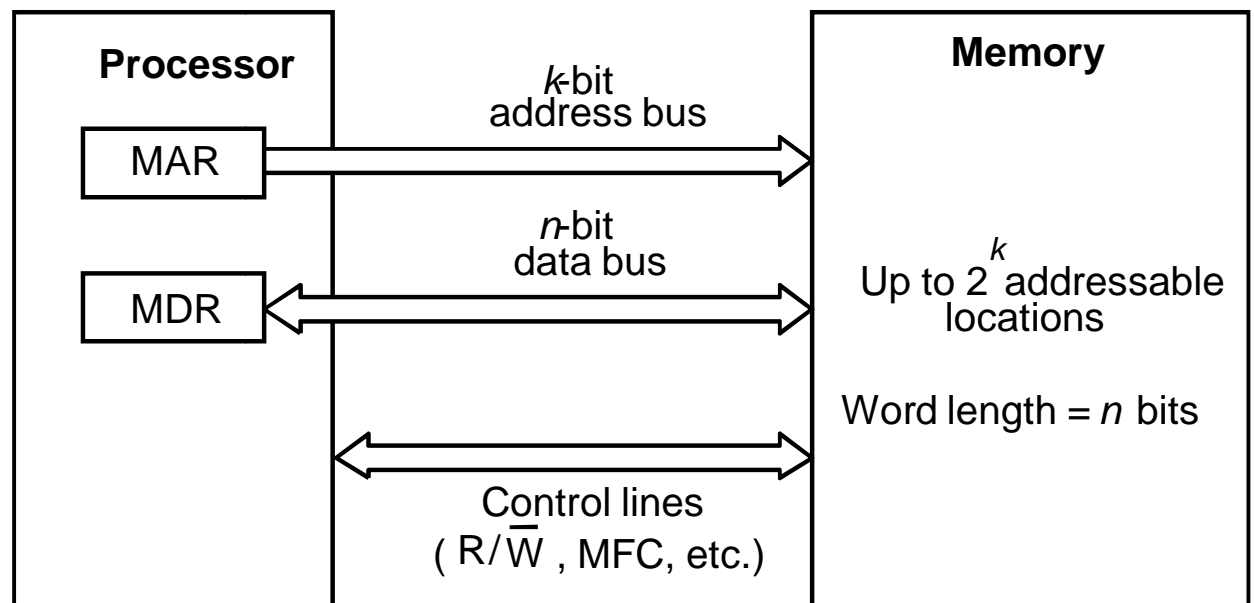 Processor
Memory
k-bit
address bus
MAR
n-bit
data bus
MDR
k
Up to 2 addressable
locations
Word length = n bits
Control lines
( R/W̅ , MFC, etc.)